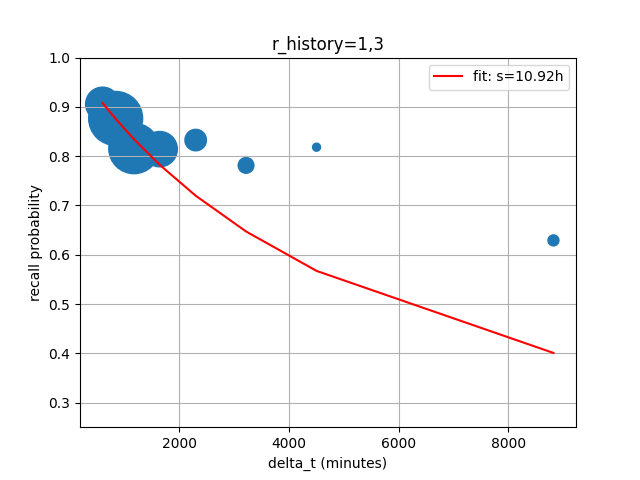 r_history=1,3
fit: s=10.92h
1.0
0.9
0.8
0.7
0.6
0.5
0.4
0.3
recall probability
2000 4000 6000 8000
delta_t (minutes)